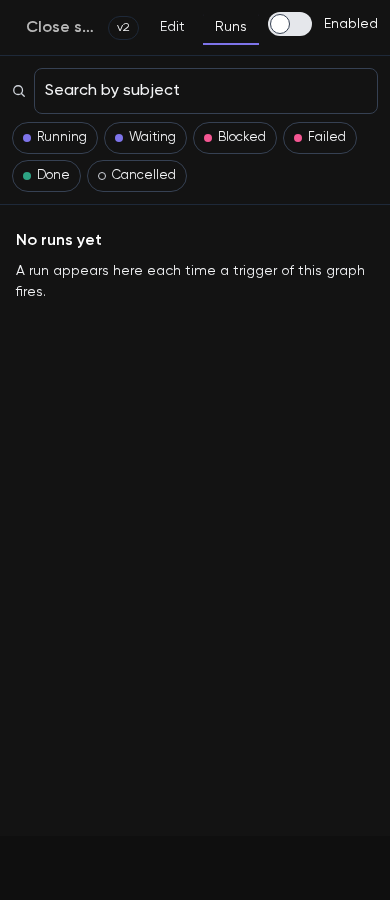 Close s...
v2
Edit
Runs
Enabled
Search by subject
Running
Waiting
Blocked
Failed
Done
Cancelled
No runs yet
A run appears here each time a trigger of this graph
fires.